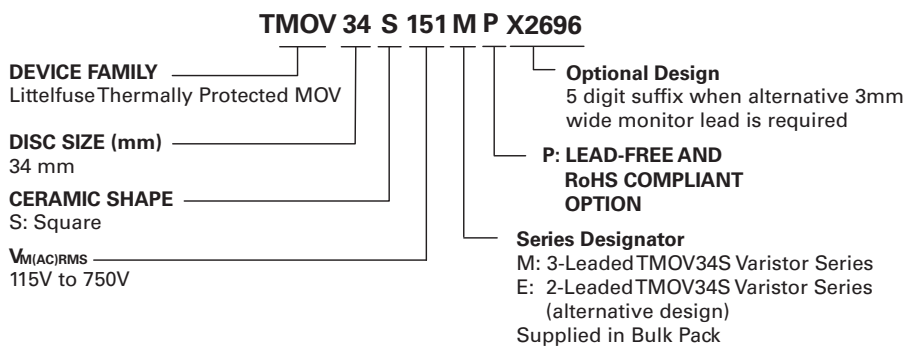 TMOV 34 S 151 M P X2696
DEVICE FAMILY
Littelfuse Thermally Protected MOV
DISC SIZE (mm)
34 mm
CERAMIC SHAPE
S: Square
VM(AC)RMS
115V to 750V
Optional Design
5 digit suffix when alternative 3mm
wide monitor lead is required
P: LEAD-FREE AND
RoHS COMPLIANT
OPTION
Series Designator
M: 3-Leaded TMOV34S Varistor Series
E: 2-Leaded TMOV34S Varistor Series
(alternative design)
Supplied in Bulk Pack